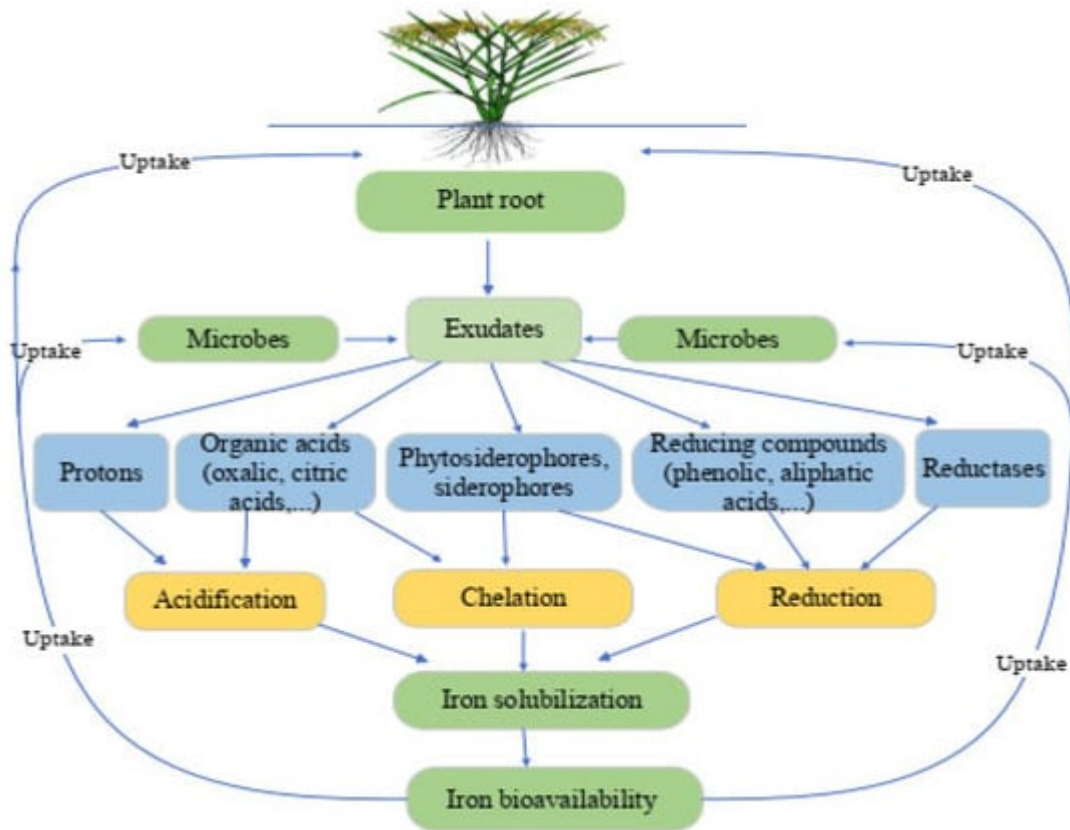 Uptake
Uptake
Plant root
Exudates
Microbes
Microbes
Uptake
Uptake
Protons
Organic acids
(oxalic, citric
acids,...)
Phytosiderophores,
siderophores
Reducing compounds
(phenolic, aliphatic
acids,...)
Reductases
Acidification
Chelation
Reduction
Uptake
Uptake
Iron solubilization
Iron bioavailability